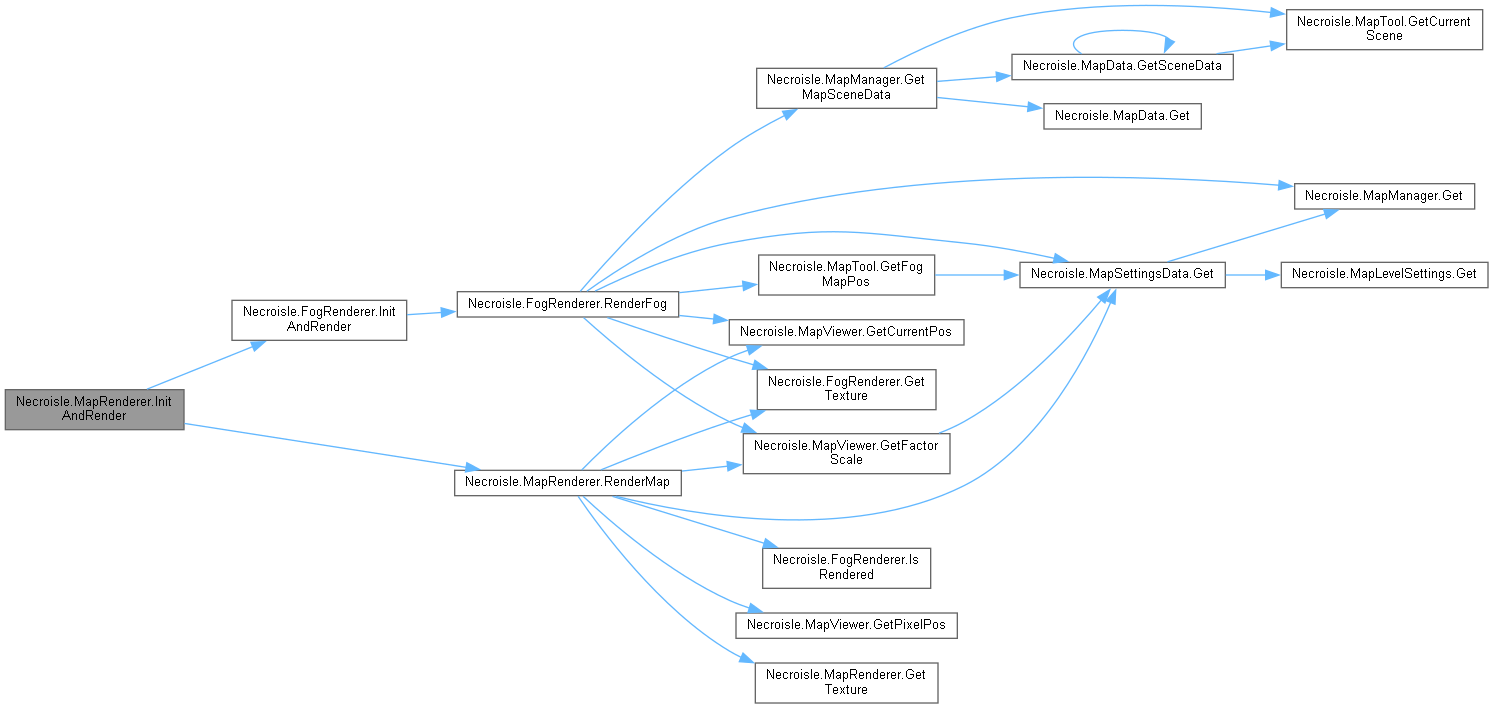 Necroisle.MapRenderer.Init
AndRender
Necroisle.FogRenderer.Init
AndRender
Necroisle.FogRenderer.RenderFog
Necroisle.MapRenderer.RenderMap
Necroisle.MapManager.Get
MapSceneData
Necroisle.MapTool.GetFog
MapPos
Necroisle.MapViewer.GetCurrentPos
Necroisle.FogRenderer.Get
Texture
Necroisle.MapViewer.GetFactor
Scale
Necroisle.FogRenderer.Is
Rendered
Necroisle.MapViewer.GetPixelPos
Necroisle.MapRenderer.Get
Texture
Necroisle.MapData.GetSceneData
Necroisle.MapData.Get
Necroisle.MapSettingsData.Get
Necroisle.MapTool.GetCurrent
Scene
Necroisle.MapManager.Get
Necroisle.MapLevelSettings.Get